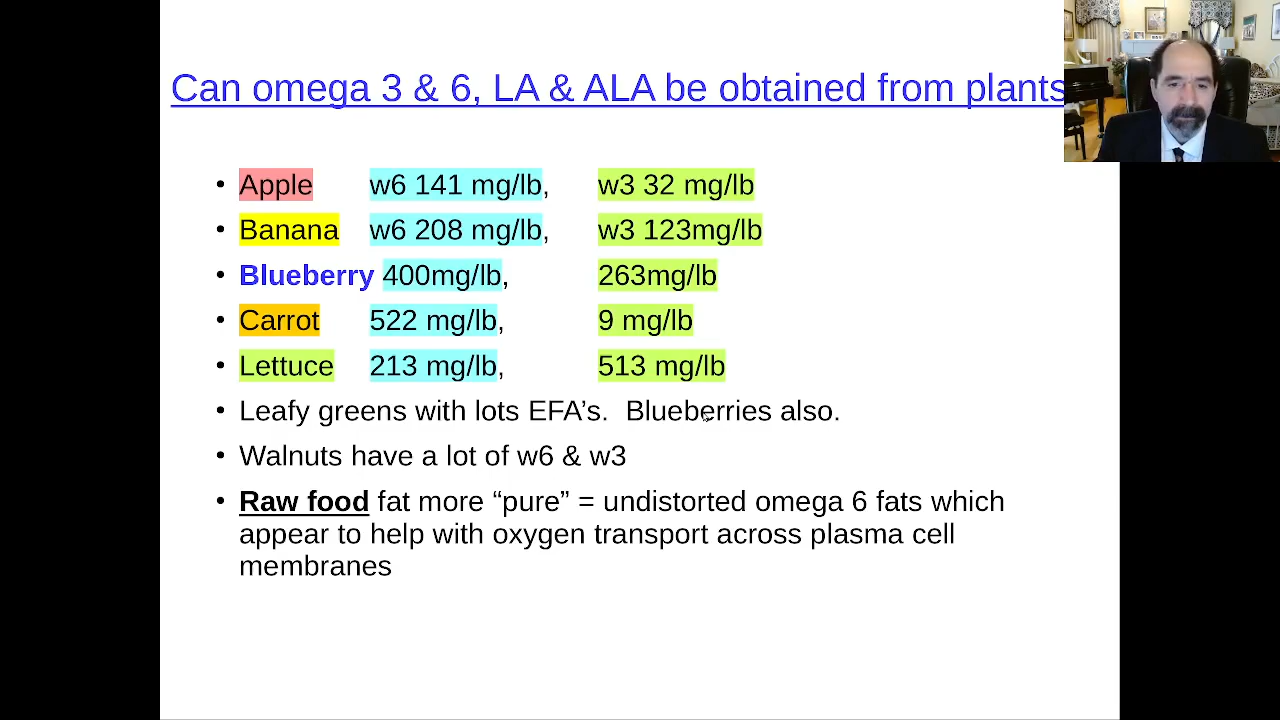 Can omega 3 & 6, LA & ALA be obtained from plants
• Apple w6 141 mg/lb, w3 32 mg/lb
• Banana w6 208 mg/lb, w3 123mg/lb
• Blueberry 400mg/lb, 263mg/lb
• Carrot 522 mg/lb, 9 mg/lb
• Lettuce 213 mg/lb, 513 mg/lb
• Leafy greens with lots EFA’s. Blueberries also.
• Walnuts have a lot of w6 & w3
• Raw food fat more “pure” = undistorted omega 6 fats which
appear to help with oxygen transport across plasma cell
membranes